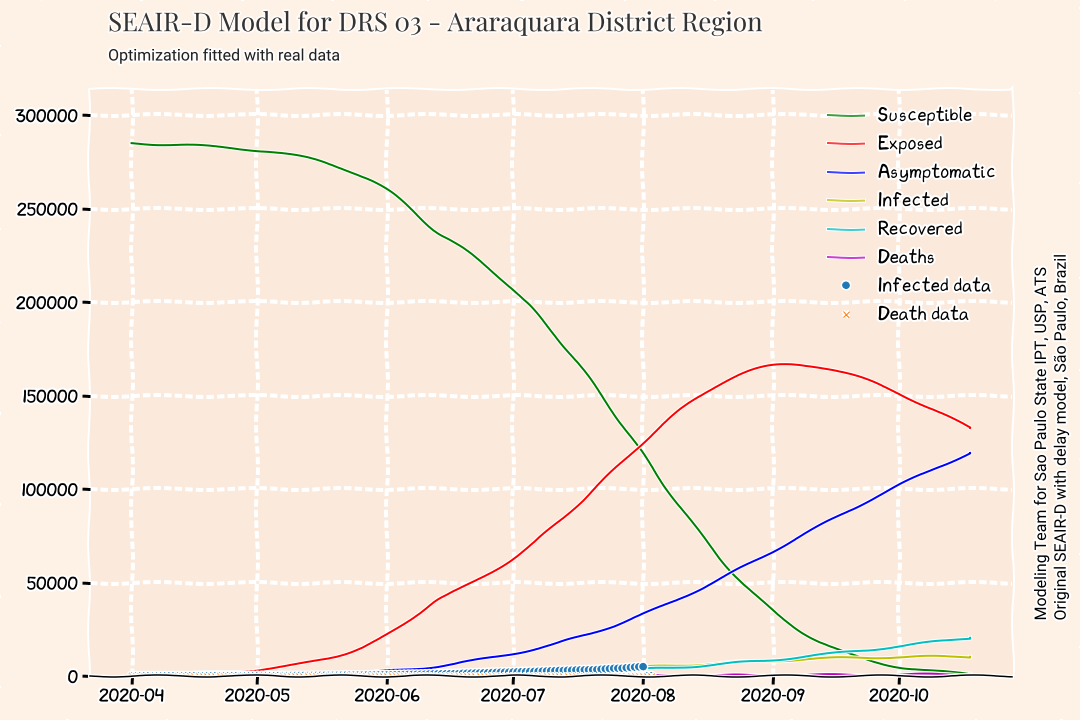 SEAIR-D Model for DRS 03 - Araraquara District Region
Optimization fitted with real data
300000
250000
200000
150000
100000
50000
0
2020-04
2020-05
2020-06
2020-07
2020-08
2020-09
2020-10
Susceptible
Exposed
Asymptomatic
Infected
Recovered
Deaths
Infected data
Death data
Modeling Team for Sao Paulo State IPT, USP, ATS
Original SEAIR-D with delay model, São Paulo, Brazil